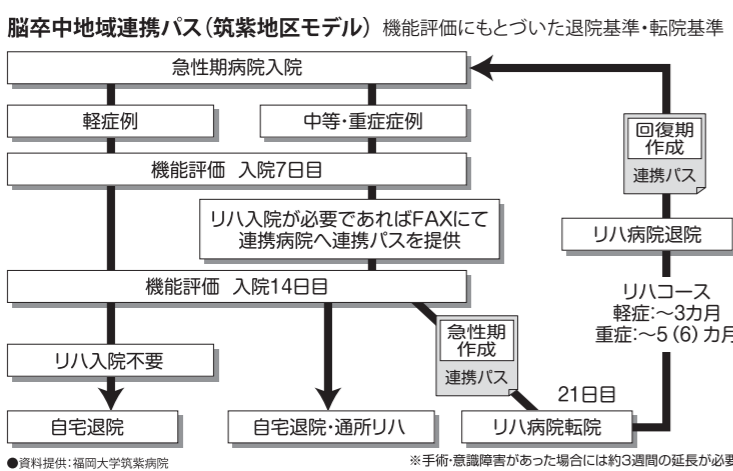 脳卒中地域連携パス(筑紫地区モデル) 機能評価にもとづいた退院基準・転院基準
急性期病院入院
軽症例
中等・重症症例
回復期
作成
連携パス
機能評価 入院7日目
リハ入院が必要であればFAXにて
連携病院へ連携パスを提供
リハ病院退院
機能評価 入院14日目
リハコース
軽症:〜3カ月
重症:〜5(6)カ月
急性期
作成
連携パス
リハ入院不要
21日目
自宅退院
自宅退院・通所リハ
リハ病院転院
●資料提供:福岡大学筑紫病院
※手術・意識障害があった場合には約3週間の延長が必要